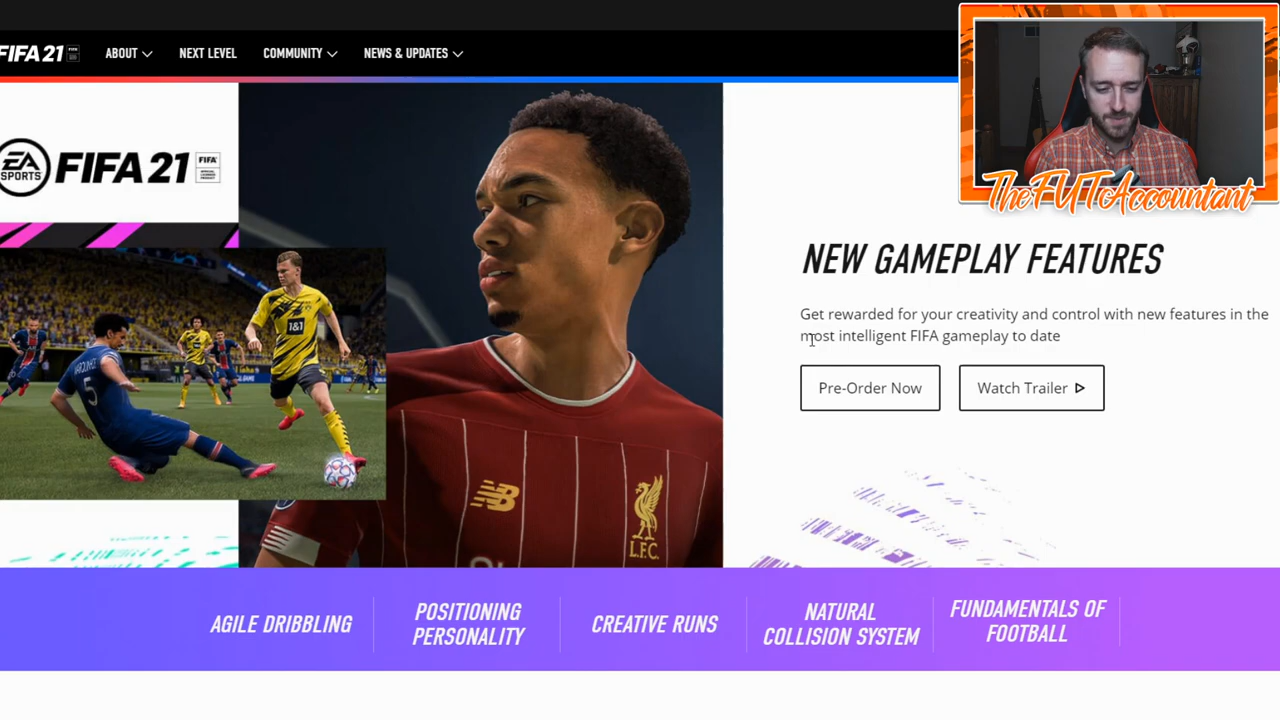 FIFA 21
ABOUT
NEXT LEVEL
COMMUNITY
NEWS & UPDATES
TheFUTAccountant
EA SPORTS
FIFA 21
FIFA
5
1&1
NEW GAMEPLAY FEATURES
Get rewarded for your creativity and control with new features in the
most intelligent FIFA gameplay to date
Pre-Order Now
Watch Trailer
L.F.C.
AGILE DRIBBLING
POSITIONING
PERSONALITY
CREATIVE RUNS
NATURAL
COLLISION SYSTEM
FUNDAMENTALS OF
FOOTBALL